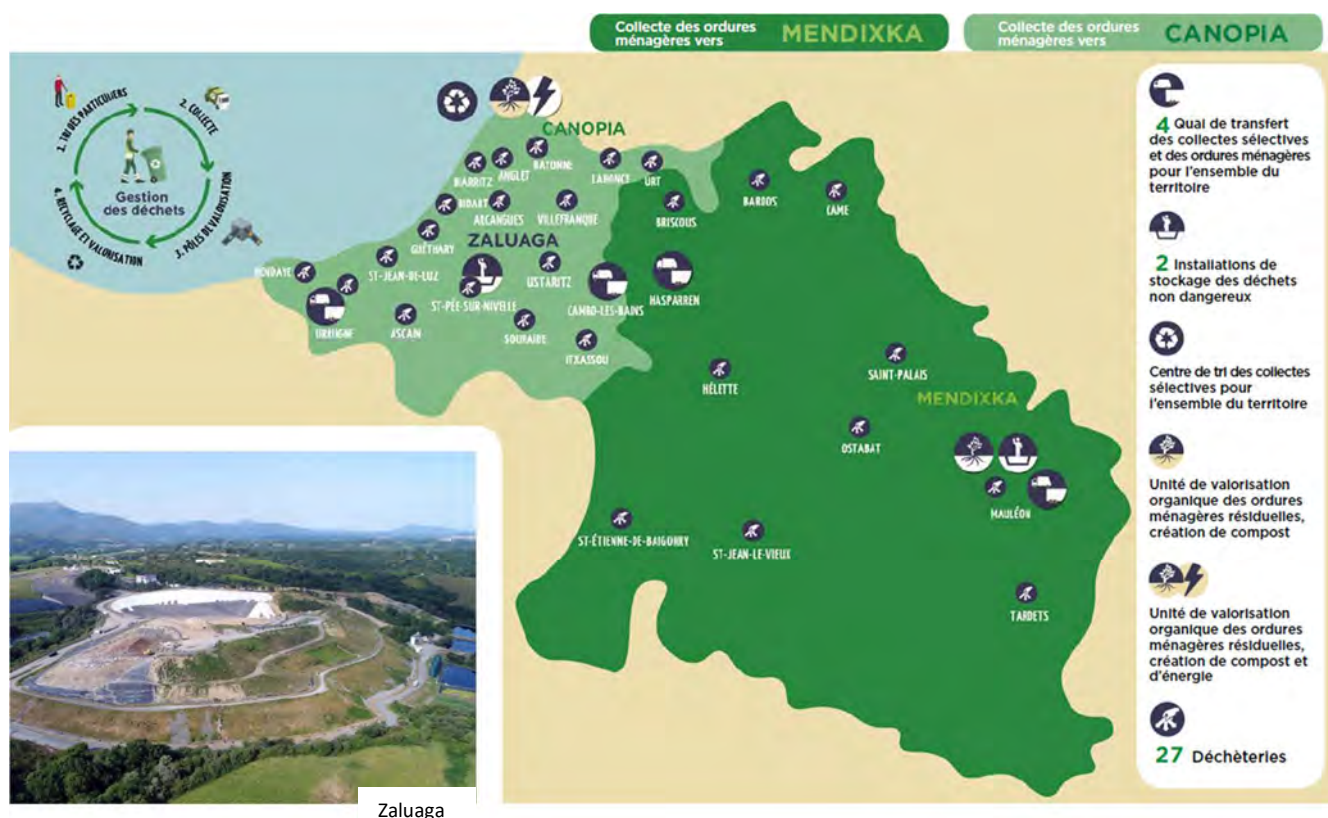 Collecte des ordures
ménagères vers
MENDIXKA
Collecte des ordures
ménagères vers
CANOPIA
1. TRI DES PARTICULIERS
2. COLLECTE
3. PÔLES DE VALORISATION
4. RECYCLAGE ET VALORISATION
Gestion
des déchets
CANOPIA
BAYONNE
ANGLET
BIARRITZ
LAHONCE
URT
BIDART
ARCANGUES
VILLEFRANQUE
BRISCOUS
BARDOS
CAME
GUÉTHARY
ZALUAGA
HENDAYE
ST-JEAN-DE-LUZ
USTARITZ
ST-PÉE-SUR-NIVELLE
CAMBO-LES-BAINS
HASPARREN
URRUGNE
ASCAIN
SOURAÏDE
ITXASSOU
HÉLETTE
SAINT-PALAIS
MENDIXKA
OSTABAT
MAULÉON
ST-ÉTIENNE-DE-BAIGORRY
ST-JEAN-LE-VIEUX
TARDETS
4 Quai de transfert
des collectes sélectives
et des ordures ménagères
pour l'ensemble du
territoire
2 Installations de
stockage des déchets
non dangereux
Centre de tri des collectes
sélectives pour
l'ensemble du territoire
Unité de valorisation
organique des ordures
ménagères résiduelles,
création de compost
Unité de valorisation
organique des ordures
ménagères résiduelles,
création de compost et
d'énergie
27 Déchèteries
Zaluaga